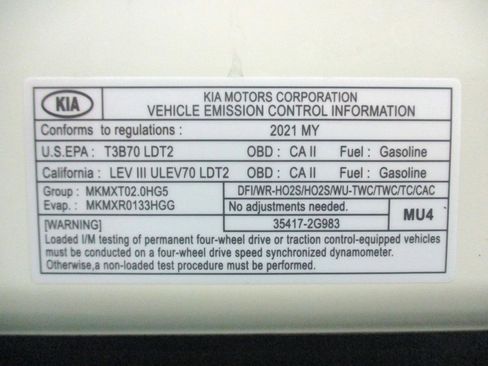 KIA
KIA MOTORS CORPORATION
VEHICLE EMISSION CONTROL INFORMATION
Conforms to regulations : 2021 MY
U.S.EPA : T3B70 LDT2 OBD : CA II Fuel : Gasoline
California : LEV III ULEV70 LDT2 OBD : CA II Fuel : Gasoline
Group : MKMXT02.0HG5 DFI/WR-HO2S/HO2S/WU-TWC/TWC/TC/CAC
Evap. : MKMXR0133HGG No adjustments needed. MU4
[WARNING] 35417-2G983
Loaded I/M testing of permanent four-wheel drive or traction control-equipped vehicles
must be conducted on a four-wheel drive speed synchronized dynamometer.
Otherwise,a non-loaded test procedure must be performed.